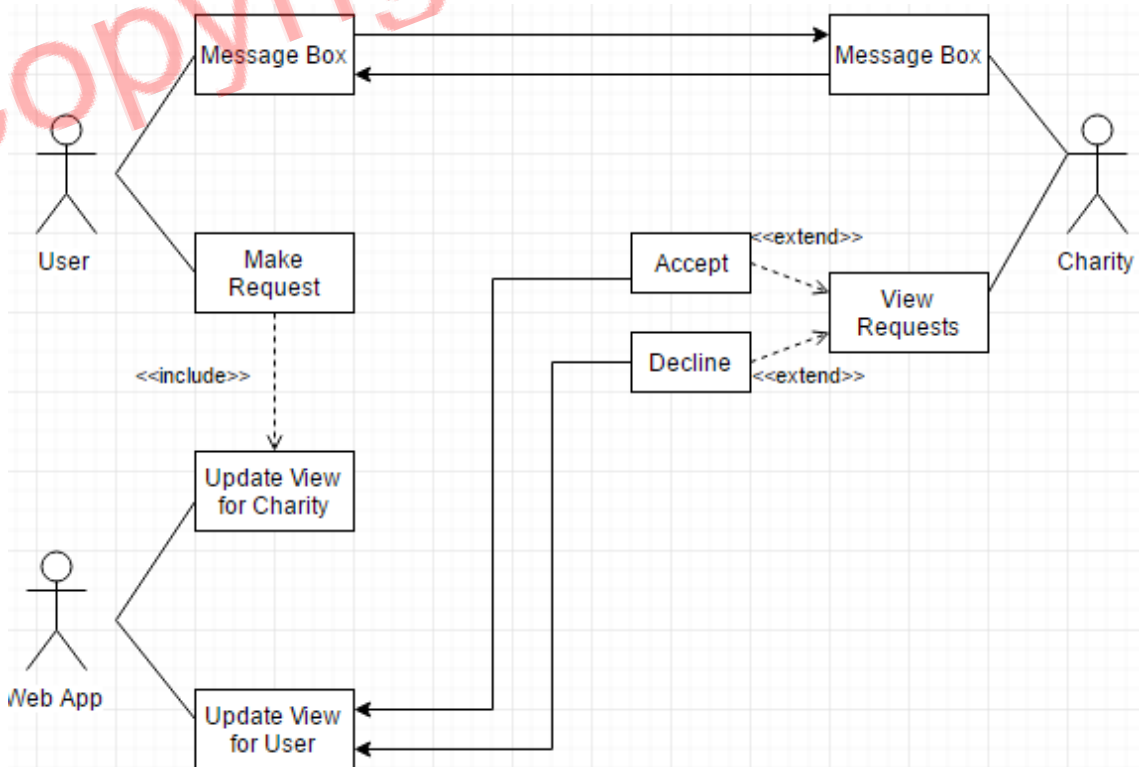 Copyrig
Message Box
Message Box
User
Charity
Make
Request
<<extend>>
Accept
View
Requests
Decline
<<extend>>
<<include>>
Update View
for Charity
Web App
Update View
for User